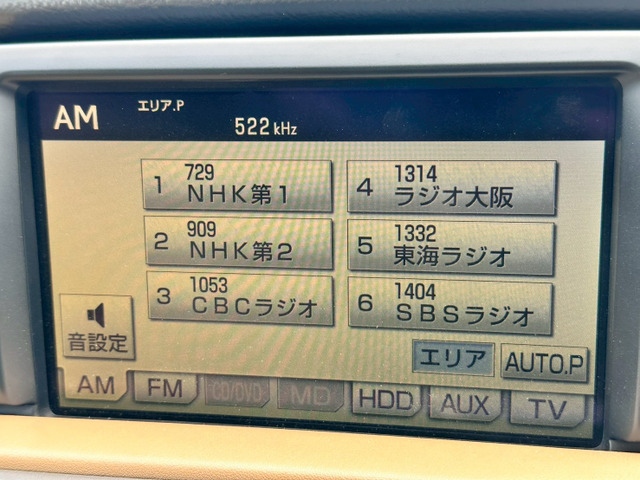 AM エリア.P
522 kHz
1 729 NHK第1
2 909 NHK第2
3 1053 CBCラジオ
4 1314 ラジオ大阪
5 1332 東海ラジオ
6 1404 SBSラジオ
音設定
エリア AUTO.P
AM FM CD/DVD MD HDD AUX TV